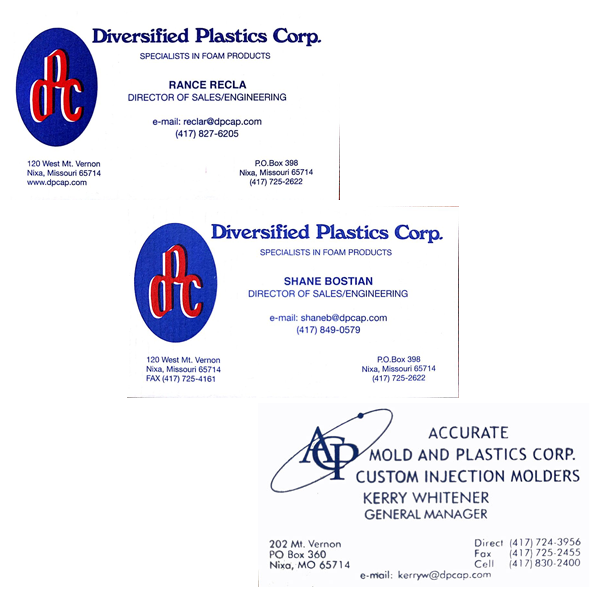 Diversified Plastics Corp.
SPECIALISTS IN FOAM PRODUCTS
dPC
RANCE RECLA
DIRECTOR OF SALES/ENGINEERING
e-mail: reclar@dpcap.com
(417) 827-6205
120 West Mt. Vernon
Nixa, Missouri 65714
www.dpcap.com
P.O.Box 398
Nixa, Missouri 65714
(417) 725-2622
Diversified Plastics Corp.
SPECIALISTS IN FOAM PRODUCTS
dPC
SHANE BOSTIAN
DIRECTOR OF SALES/ENGINEERING
e-mail: shaneb@dpcap.com
(417) 849-0579
120 West Mt. Vernon
Nixa, Missouri 65714
FAX (417) 725-4161
P.O.Box 398
Nixa, Missouri 65714
(417) 725-2622
ACP
ACCURATE
MOLD AND PLASTICS CORP.
CUSTOM INJECTION MOLDERS
KERRY WHITENER
GENERAL MANAGER
202 Mt. Vernon
PO Box 360
Nixa, MO 65714
Direct (417) 724-3956
Fax (417) 725-2455
Cell (417) 830-2400
e-mail: kerryw@dpcap.com